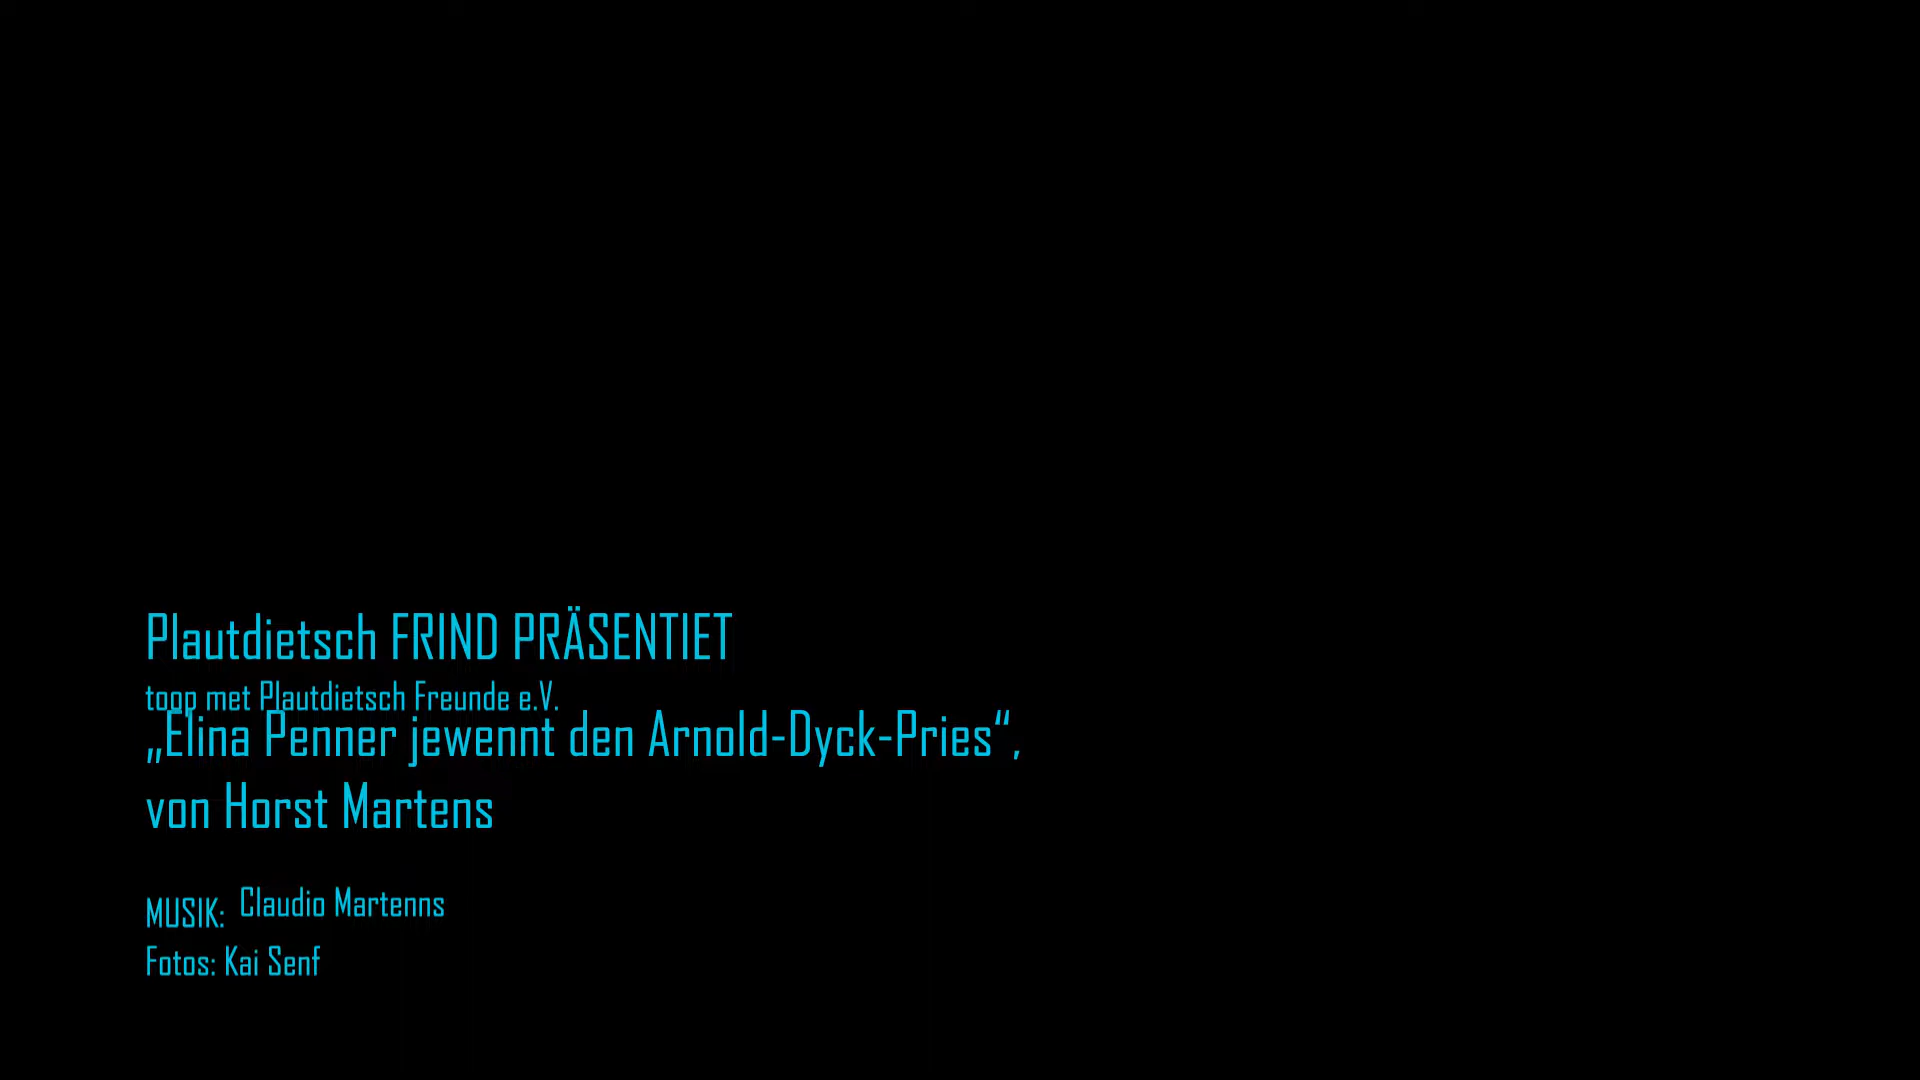 Plautdietsch FRIND PRÄSENTIET
toop met Plautdietsch Freunde e.V.
„Elina Penner jewennt den Arnold-Dyck-Pries“,
von Horst Martens
MUSIK: Claudio Martenns
Fotos: Kai Senf